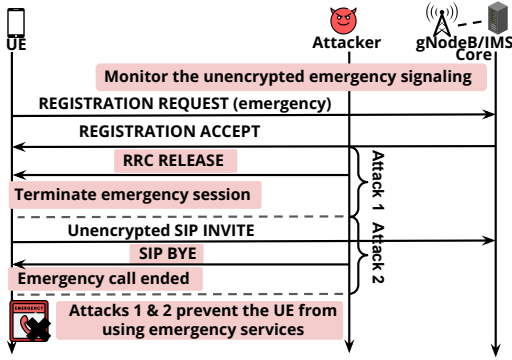 UE
Attacker
gNodeB/IMS
Core
Monitor the unencrypted emergency signaling
REGISTRATION REQUEST (emergency)
REGISTRATION ACCEPT
RRC RELEASE
Terminate emergency session
Attack 1
Unencrypted SIP INVITE
SIP BYE
Emergency call ended
Attack 2
EMERGENCY
Attacks 1 & 2 prevent the UE from
using emergency services